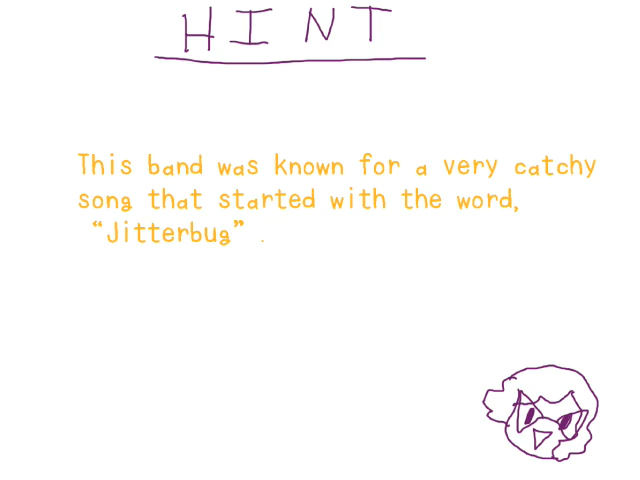 HINT
This band was known for a very catchy
song that started with the word,
“Jitterbug” .